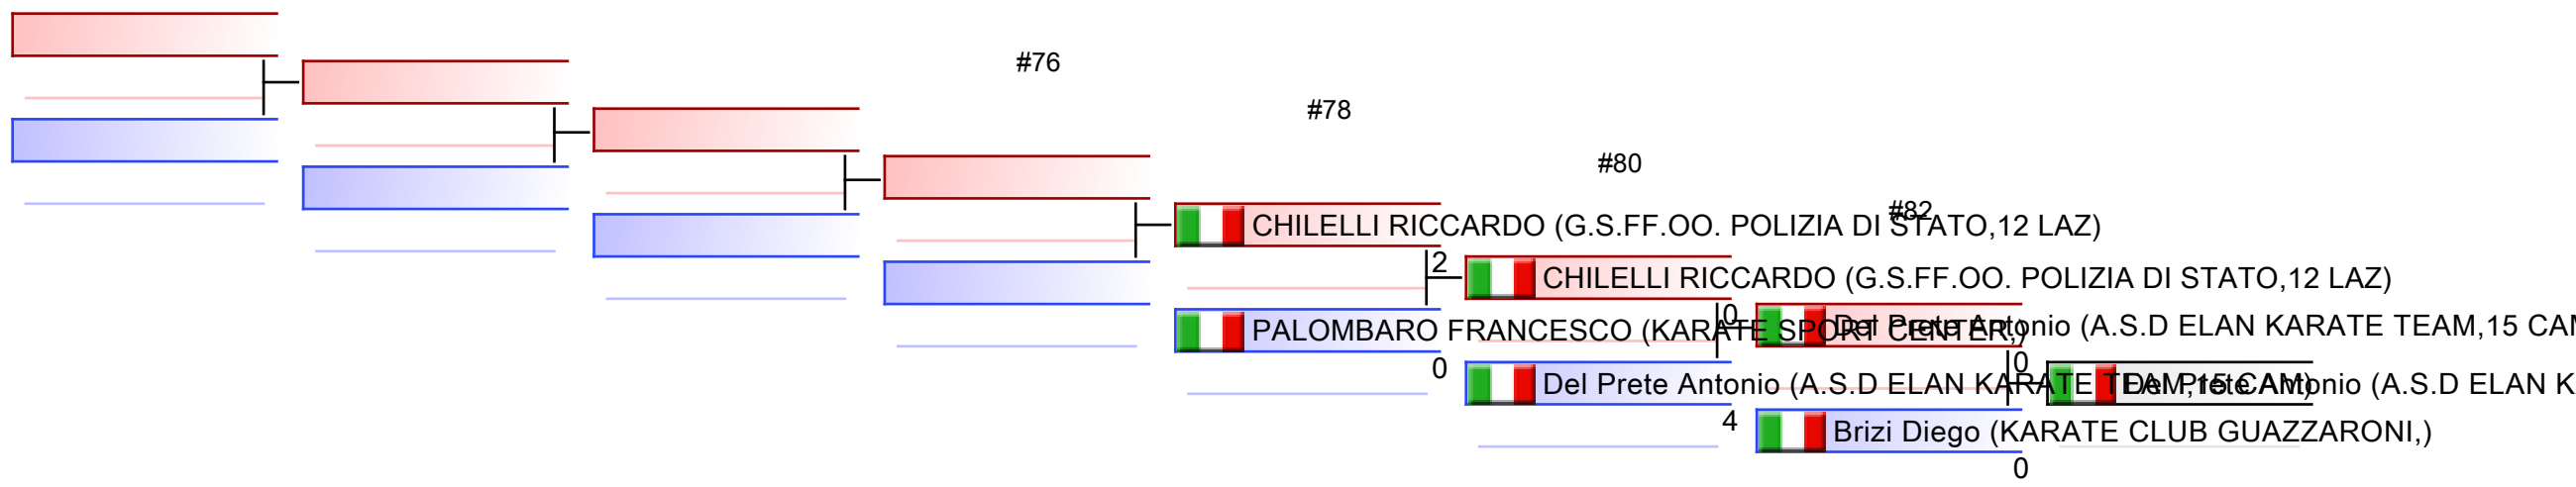 #76
#78
#80
#82
CHILELLI RICCARDO (G.S.FF.OO. POLIZIA DI STATO,12 LAZ)
2
CHILELLI RICCARDO (G.S.FF.OO. POLIZIA DI STATO,12 LAZ)
0
PALOMBARO FRANCESCO (KARATE SPORT CENTER,)
Del Prete Antonio (A.S.D ELAN KARATE TEAM,15 CAM
0
0
Del Prete Antonio (A.S.D ELAN KARATE TEAM,15 CAM)
Del Prete Antonio (A.S.D ELAN K
4
Brizi Diego (KARATE CLUB GUAZZARONI,)
0